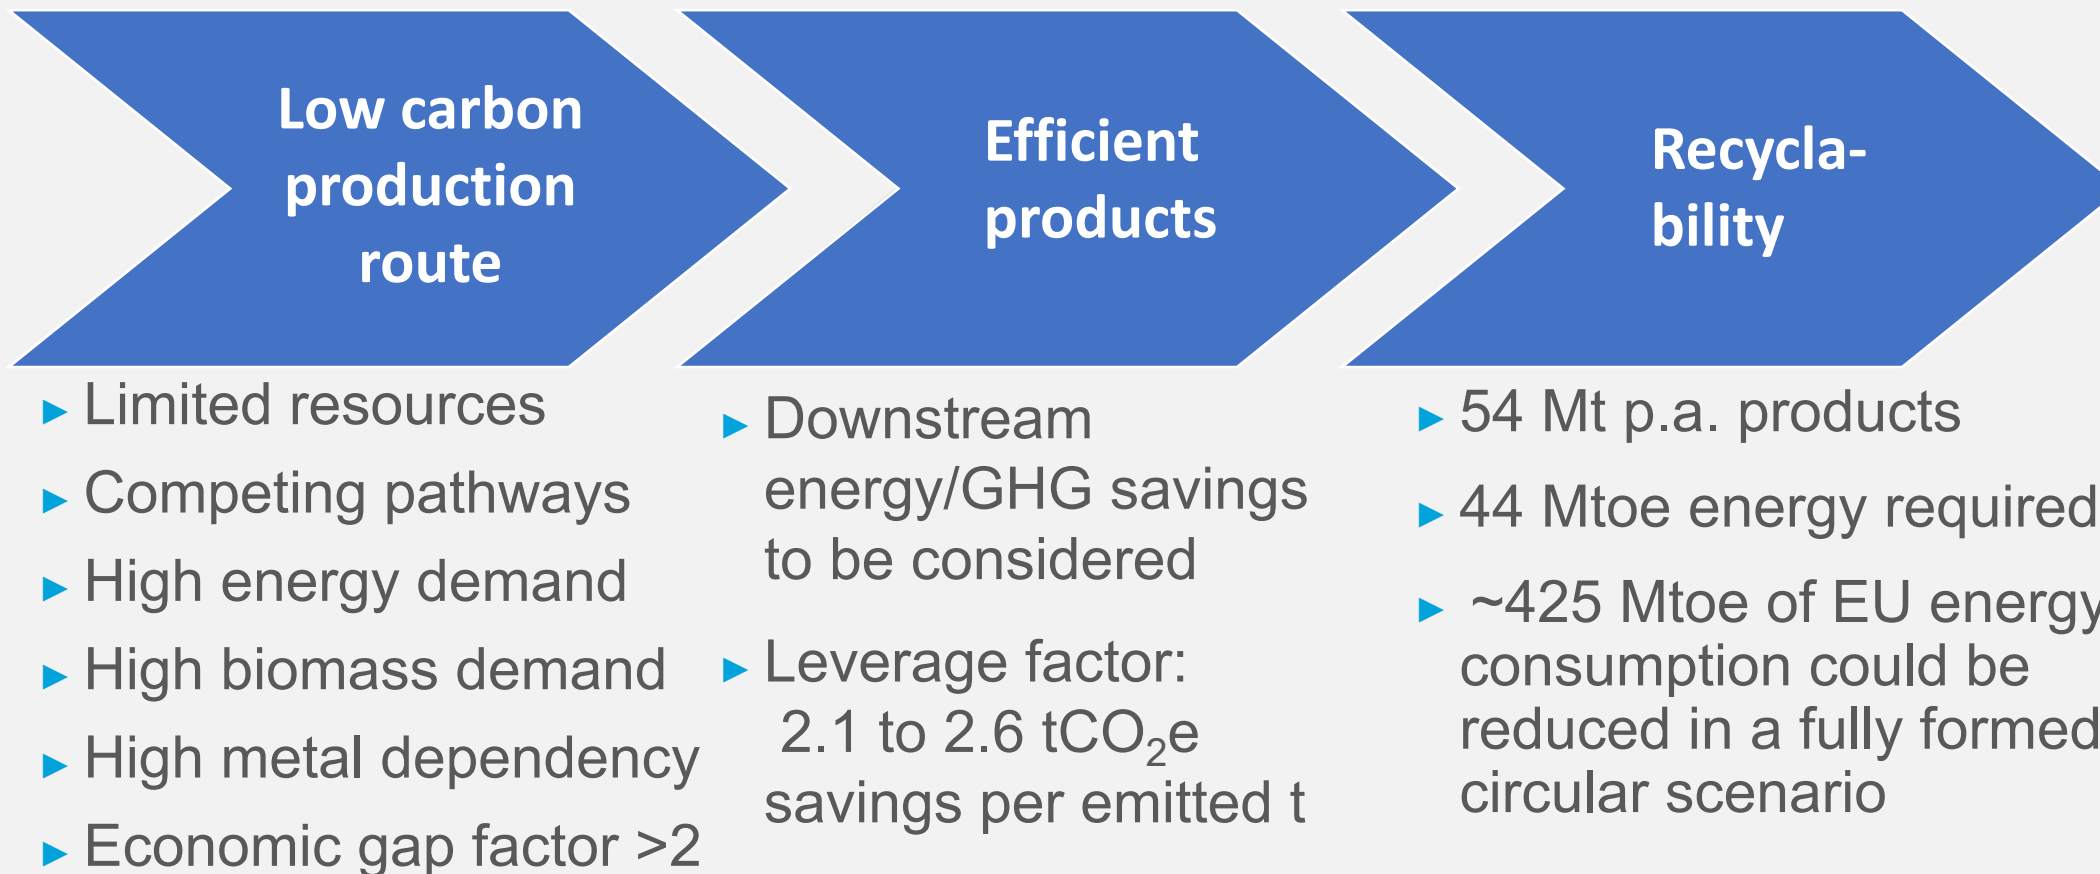 Low carbon
production
route
Efficient
products
Recycla-
bility
► Limited resources
► Competing pathways
► High energy demand
► High biomass demand
► High metal dependency
► Economic gap factor >2
► Downstream
energy/GHG savings
to be considered
► Leverage factor:
2.1 to 2.6 tCO₂e
savings per emitted t
► 54 Mt p.a. products
► 44 Mtoe energy required
► ~425 Mtoe of EU energy
consumption could be
reduced in a fully formed
circular scenario